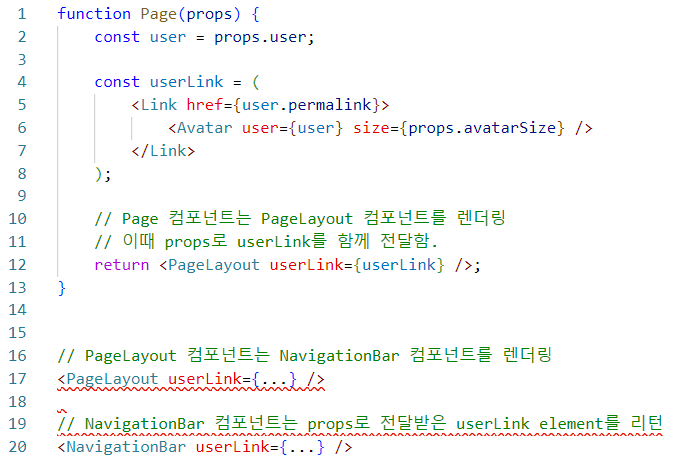 1 function Page(props) {
2     const user = props.user;
3
4     const userLink = (
5         <Link href={user.permalink}>
6             <Avatar user={user} size={props.avatarSize} />
7         </Link>
8     );
9
10     // Page 컴포넌트는 PageLayout 컴포넌트를 렌더링
11     // 이때 props로 userLink를 함께 전달함.
12     return <PageLayout userLink={userLink} />;
13 }
14
15
16 // PageLayout 컴포넌트는 NavigationBar 컴포넌트를 렌더링
17 <PageLayout userLink={...} />
18
19 // NavigationBar 컴포넌트는 props로 전달받은 userLink element를 리턴
20 <NavigationBar userLink={...} />